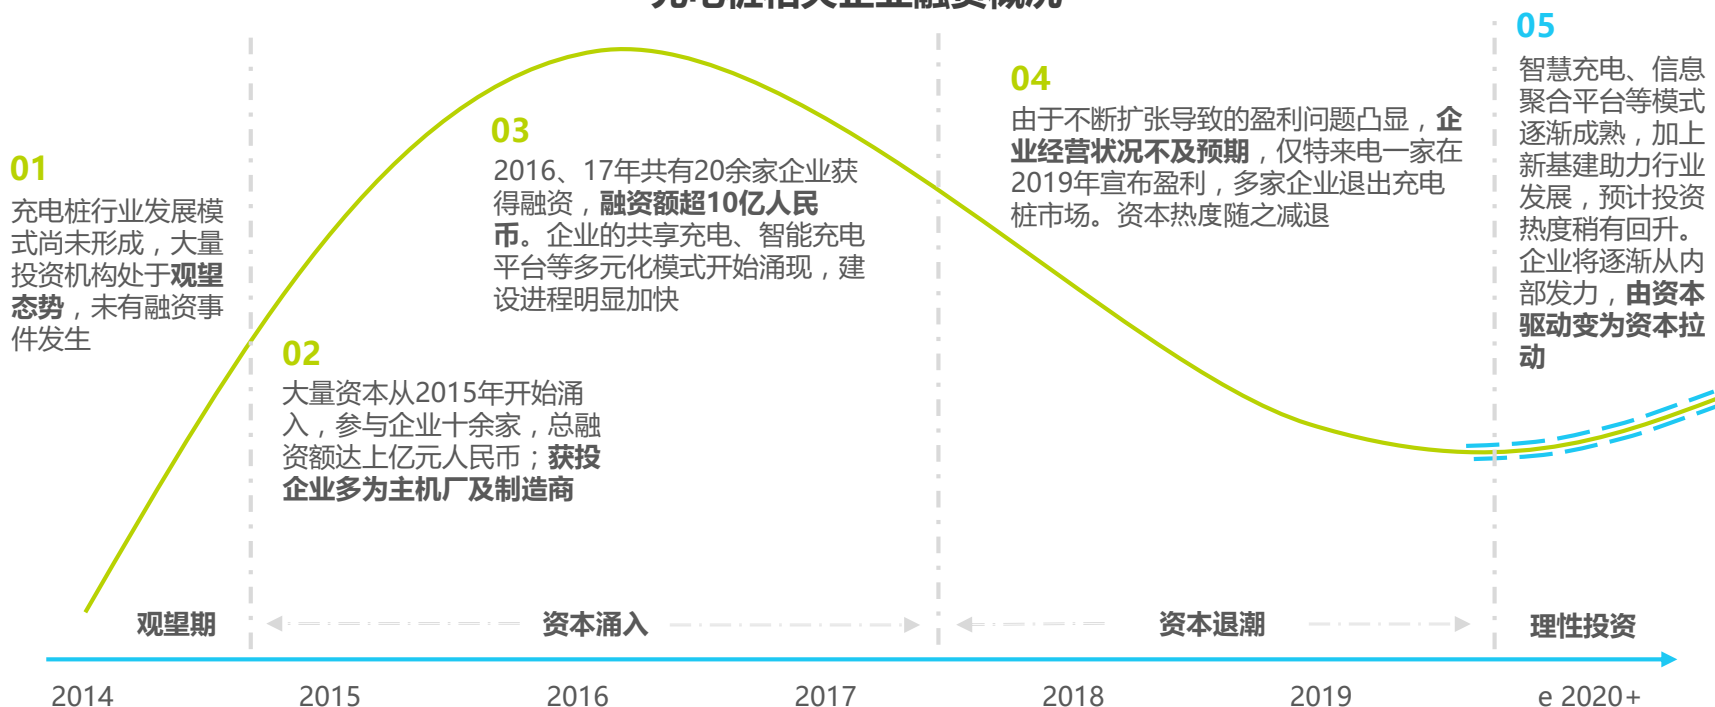 充电桩相关企业融资概况
01
充电桩行业发展模
式尚未形成，大量
投资机构处于观望
态势，未有融资事
件发生
02
大量资本从2015年开始涌
入，参与企业十余家，总融
资额达上亿元人民币；获投
企业多为主机厂及制造商
03
2016、17年共有20余家企业获
得融资，融资额超10亿人民
币。企业的共享充电、智能充电
平台等多元化模式开始涌现，建
设进程明显加快
04
由于不断扩张导致的盈利问题凸显，企
业经营状况不及预期，仅特来电一家在
2019年宣布盈利，多家企业退出充电
桩市场。资本热度随之减退
05
智慧充电、信息
聚合平台等模式
逐渐成熟，加上
新基建助力行业
发展，预计投资
热度稍有回升。
企业将逐渐从内
部发力，由资本
驱动变为资本拉
动
观望期
资本涌入
资本退潮
理性投资
2014
2015
2016
2017
2018
2019
e 2020+